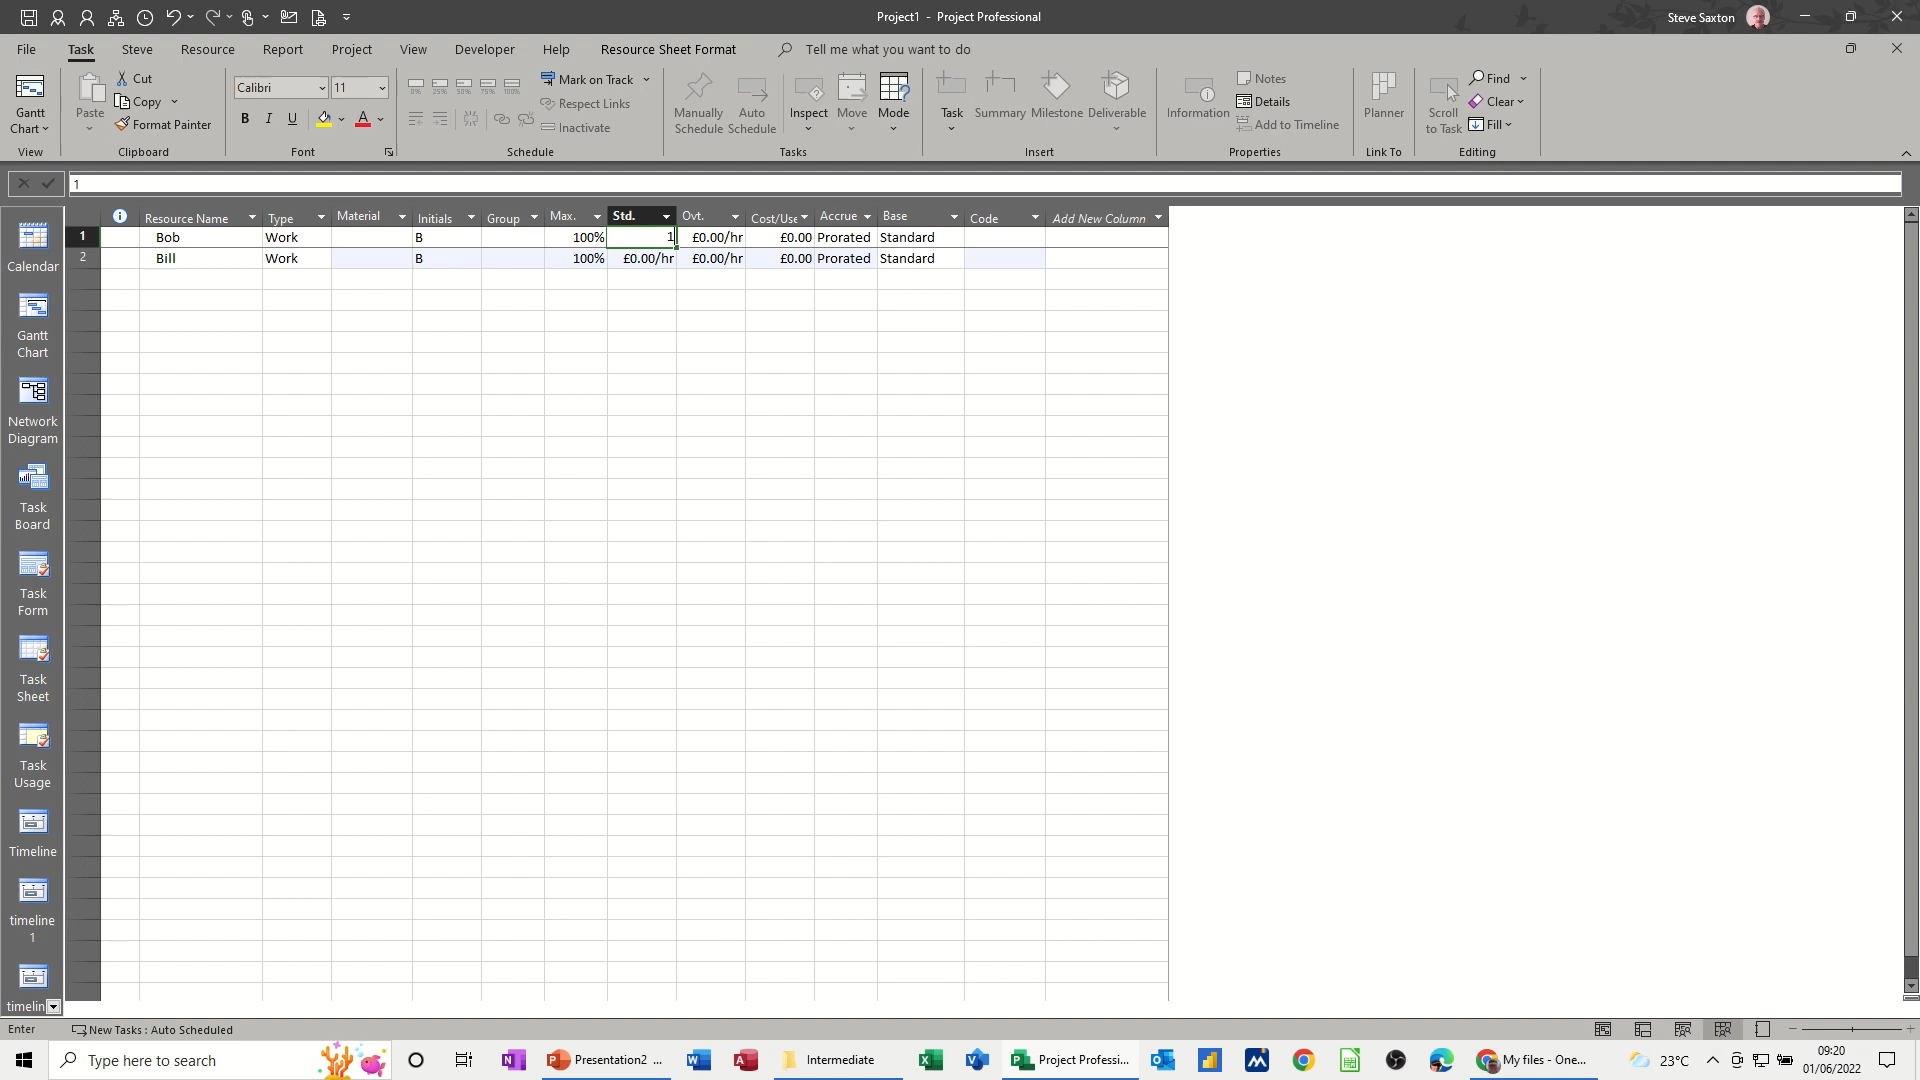 Project1 - Project Professional
Steve Saxton
File Task Steve Resource Report Project View Developer Help Resource Sheet Format Tell me what you want to do
Gantt Chart
View
Paste
Cut
Copy
Format Painter
Clipboard
Calibri 11
B I U A
Font
0% 25% 50% 75% 100%
Mark on Track
Respect Links
Inactivate
Schedule
Manually Schedule
Auto Schedule
Inspect
Move
Mode
Tasks
Task
Summary
Milestone
Deliverable
Insert
Information
Notes
Details
Add to Timeline
Properties
Planner
Link To
Scroll to Task
Find
Clear
Fill
Editing
1
Resource Name Type Material Initials Group Max. Std. Ovt. Cost/Use Accrue Base Code Add New Column
1 Bob Work B 100% 1 £0.00/hr £0.00 Prorated Standard
2 Bill Work B 100% £0.00/hr £0.00/hr £0.00 Prorated Standard
Calendar
Gantt
Chart
Network
Diagram
Task
Board
Task
Form
Task
Sheet
Task
Usage
Timeline
timeline
1
timelin
Enter New Tasks : Auto Scheduled
Type here to search
Presentation2 ...
Intermediate
Project Professi...
My files - One...
23°C
09:20
01/06/2022